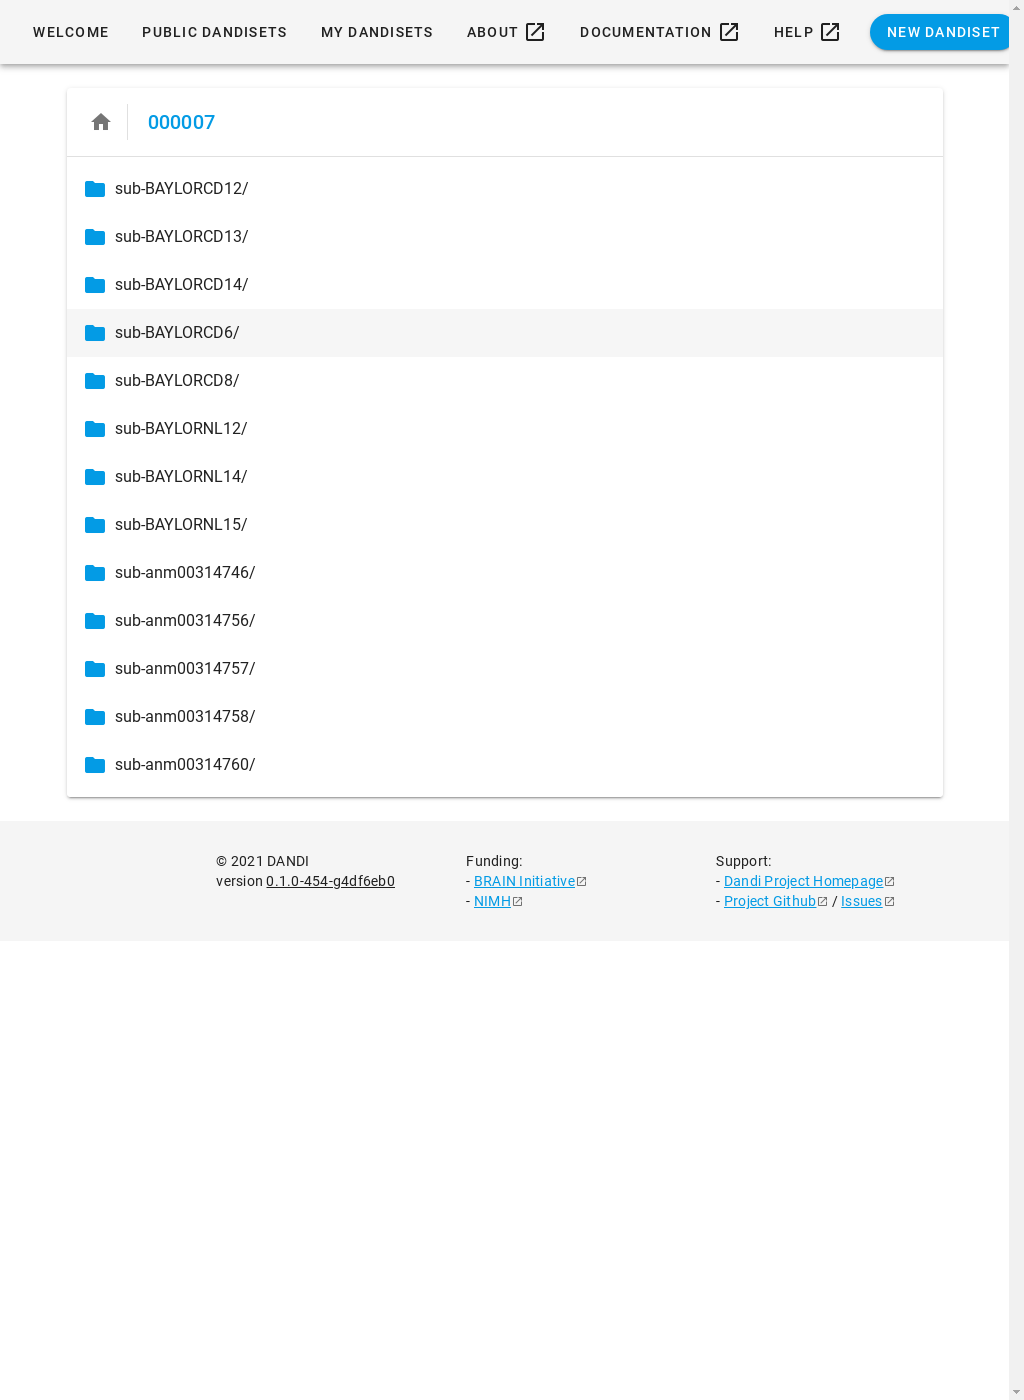 WELCOME PUBLIC DANDISETS MY DANDISETS ABOUT DOCUMENTATION HELP NEW DANDISET
000007
sub-BAYLORCD12/
sub-BAYLORCD13/
sub-BAYLORCD14/
sub-BAYLORCD6/
sub-BAYLORCD8/
sub-BAYLORNL12/
sub-BAYLORNL14/
sub-BAYLORNL15/
sub-anm00314746/
sub-anm00314756/
sub-anm00314757/
sub-anm00314758/
sub-anm00314760/
© 2021 DANDI
version 0.1.0-454-g4df6eb0
Funding:
- BRAIN Initiative
- NIMH
Support:
- Dandi Project Homepage
- Project Github / Issues